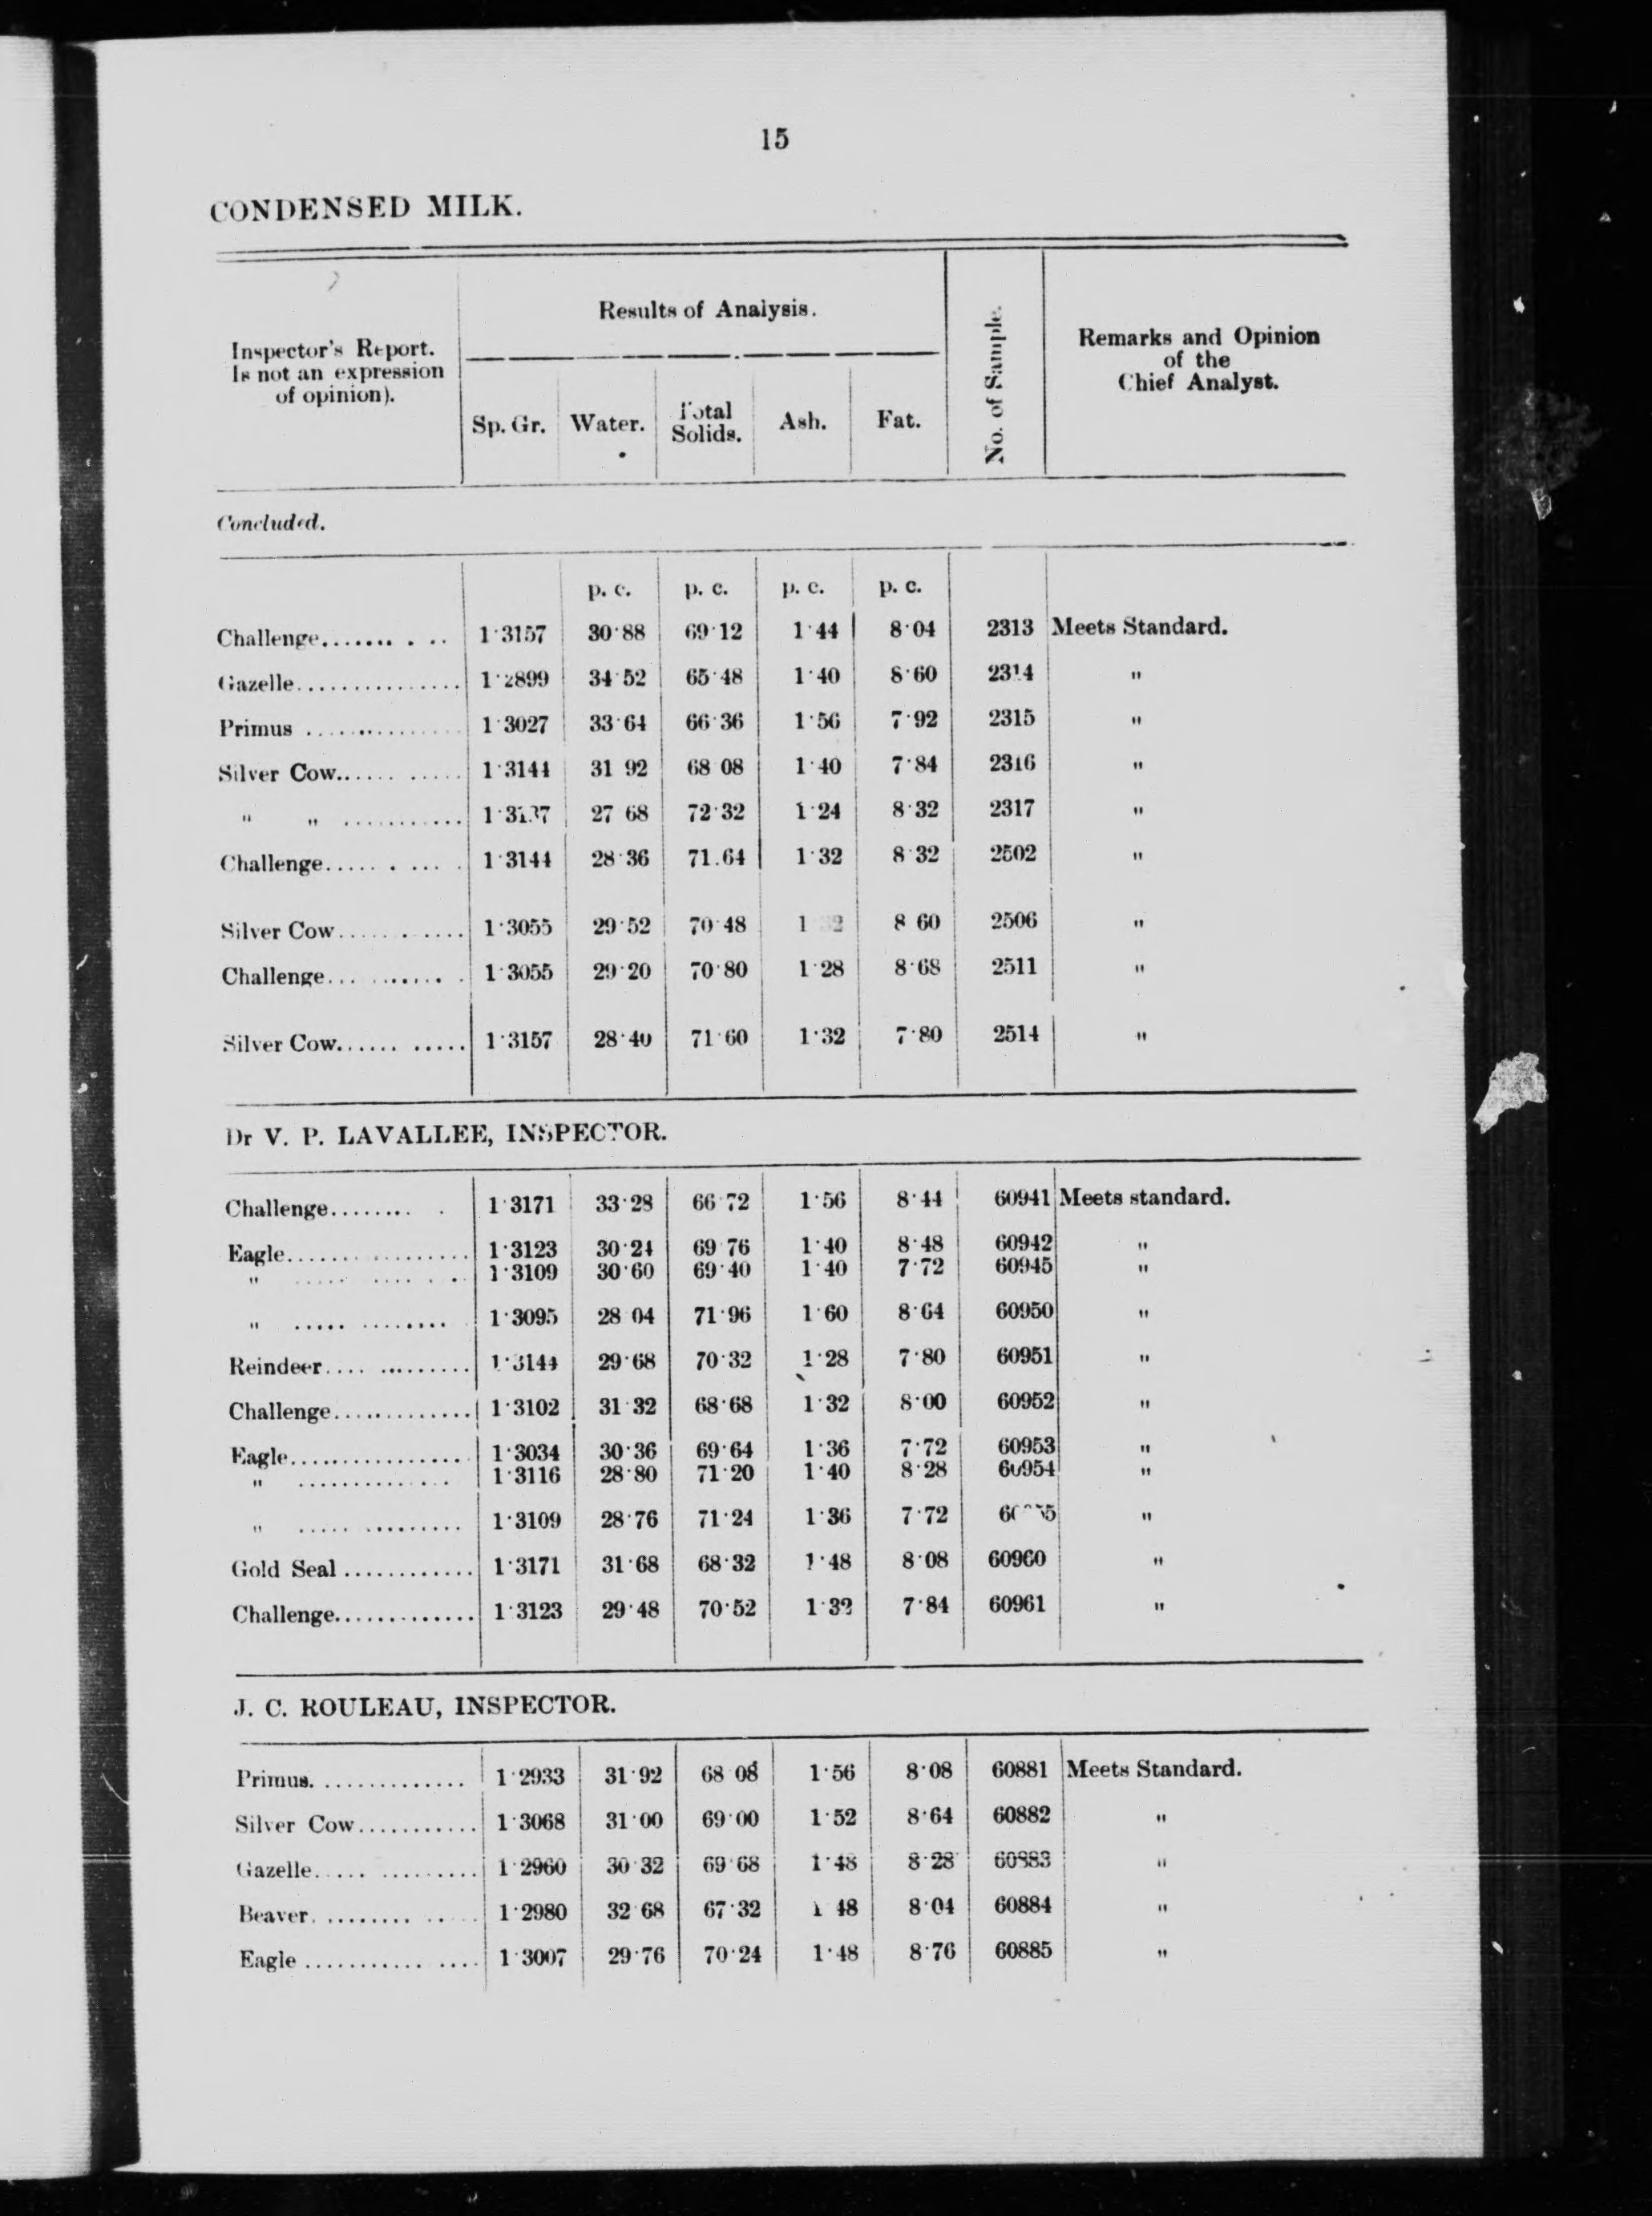 15
CONDENSED MILK.
Inspector's Report.
Is not an expression
of opinion).
Results of Analysis.
Sp. Gr. Water. Total Solids. Ash. Fat.
No. of Sample.
Remarks and Opinion
of the
Chief Analyst.
Concluded.
p. c. p. c. p. c. p. c.
Challenge.......... 1·3157 30·88 69·12 1·44 8·04 2313 Meets Standard.
Gazelle............... 1·2899 34·52 65·48 1·40 8·60 2314 "
Primus ............... 1·3027 33·64 66·36 1·56 7·92 2315 "
Silver Cow........... 1·3144 31 92 68 08 1·40 7·84 2316 "
" " ........... 27 68 72·32 1·24 8·32 2317 "
Challenge............ 1·3144 28·36 71.64 1·32 8·32 2502 "
Silver Cow........... 1·3055 29·52 70·48 8 60 2506 "
Challenge............ 1·3055 29·20 70·80 1·28 8·68 2511 "
Silver Cow........... 1·3157 28·40 71·60 1·32 7·80 2514 "
Dr V. P. LAVALLEE, INSPECTOR.
Challenge......... 1·3171 33·28 66·72 1·56 8·44 60941 Meets standard.
Eagle.................. 1·3123 30·24 69 76 1·40 8·48 60942 "
" ............ 1·3109 30·60 69·40 1·40 7·72 60945 "
" ............. 1·3095 28 04 71·96 1·60 8·64 60950 "
Reindeer.............. 1·3144 29·68 70·32 1·28 7·80 60951 "
Challenge............. 1·3102 31·32 68·68 1·32 8·00 60952 "
Eagle................. 1·3034 30·36 69·64 1·36 7·72 60953 "
" .............. 1·3116 28·80 71·20 1·40 8·28 60954 "
" .............. 1·3109 28·76 71·24 1·36 7·72 "
Gold Seal ............ 1·3171 31·68 68·32 1·48 8·08 60960 "
Challenge............. 1·3123 29·48 70·52 1·32 7·84 60961 "
J. C. ROULEAU, INSPECTOR.
Primus.............. 1·2933 31·92 68 08 1·56 8·08 60881 Meets Standard.
Silver Cow........... 1·3068 31·00 69·00 1·52 8·64 60882 "
Gazelle............... 1·2960 30·32 69·68 1·48 8·28 60883 "
Beaver............... 1·2980 32·68 67·32 1 48 8·04 60884 "
Eagle ................ 1·3007 29·76 70·24 1·48 8·76 60885 "